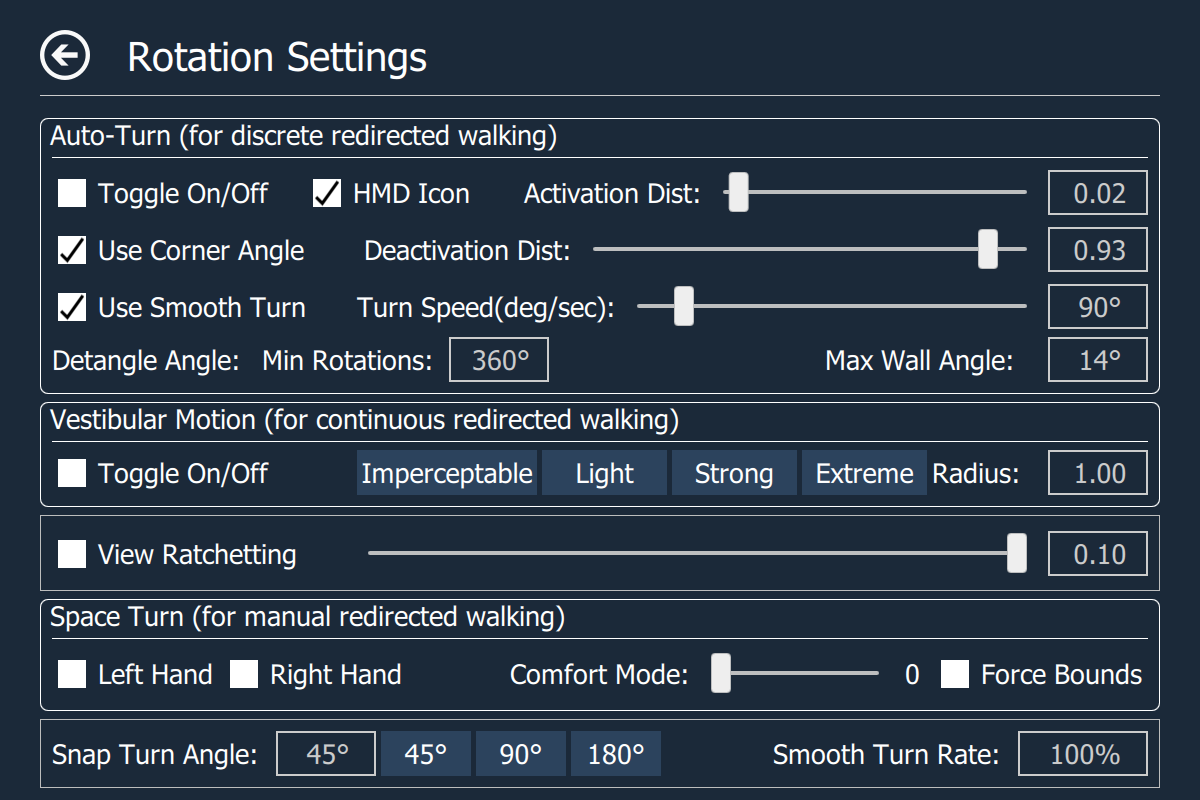 Rotation Settings
Auto-Turn (for discrete redirected walking)
Toggle On/Off HMD Icon Activation Dist: 0.02
Use Corner Angle Deactivation Dist: 0.93
Use Smooth Turn Turn Speed(deg/sec): 90°
Detangle Angle: Min Rotations: 360° Max Wall Angle: 14°
Vestibular Motion (for continuous redirected walking)
Toggle On/Off Imperceptable Light Strong Extreme Radius: 1.00
View Ratchetting 0.10
Space Turn (for manual redirected walking)
Left Hand Right Hand Comfort Mode: 0 Force Bounds
Snap Turn Angle: 45° 45° 90° 180° Smooth Turn Rate: 100%